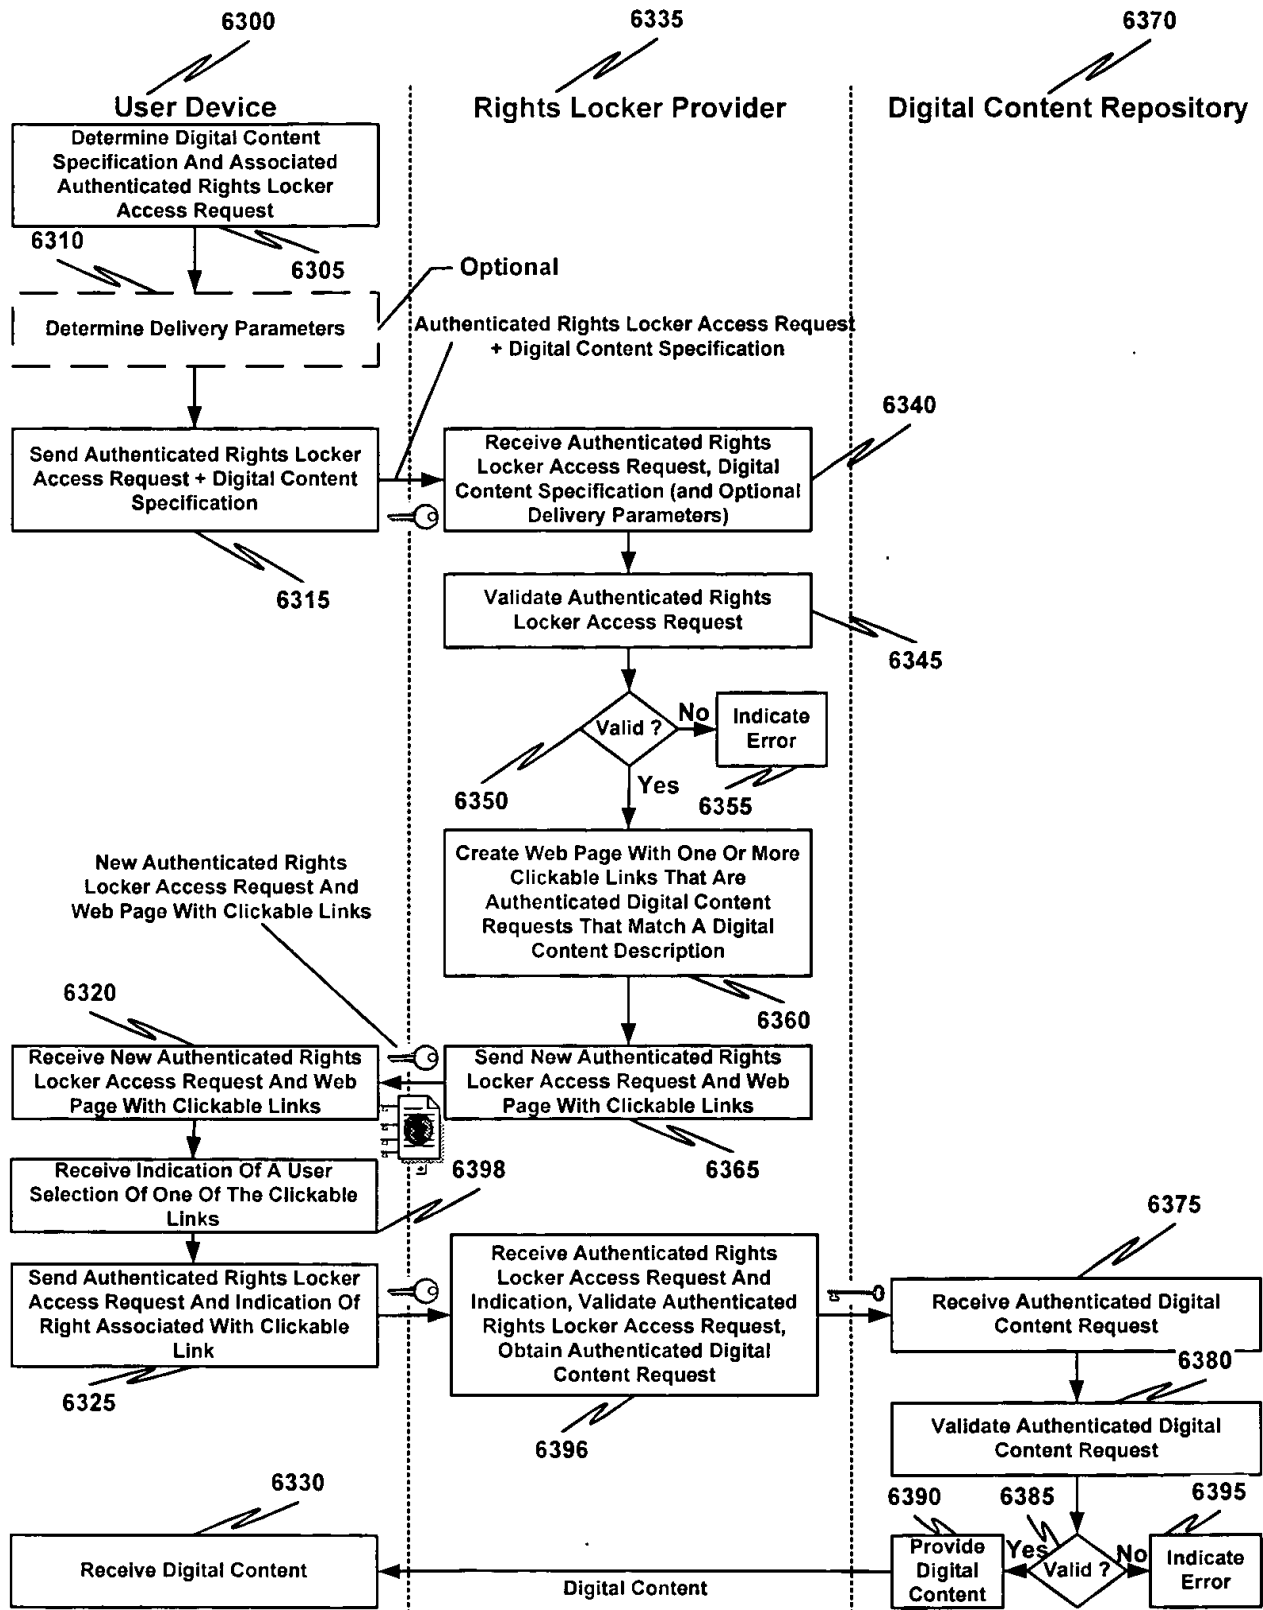 6300
6335
6370
User Device
Rights Locker Provider
Digital Content Repository
Determine Digital Content
Specification And Associated
Authenticated Rights Locker
Access Request
6310
6305
Optional
Determine Delivery Parameters
Authenticated Rights Locker Access Request
+ Digital Content Specification
6340
Send Authenticated Rights Locker
Access Request + Digital Content
Specification
Receive Authenticated Rights
Locker Access Request, Digital
Content Specification (and Optional
Delivery Parameters)
6315
Validate Authenticated Rights
Locker Access Request
6345
Valid ?
No
Indicate
Error
6350
Yes
6355
Create Web Page With One Or More
Clickable Links That Are
Authenticated Digital Content
Requests That Match A Digital
Content Description
New Authenticated Rights
Locker Access Request And
Web Page With Clickable Links
6320
6360
Receive New Authenticated Rights
Locker Access Request And Web
Page With Clickable Links
Send New Authenticated Rights
Locker Access Request And Web
Page With Clickable Links
6365
Receive Indication Of A User
Selection Of One Of The Clickable
Links
6398
6375
Send Authenticated Rights Locker
Access Request And Indication Of
Right Associated With Clickable
Link
Receive Authenticated Rights
Locker Access Request And
Indication, Validate Authenticated
Rights Locker Access Request,
Obtain Authenticated Digital
Content Request
Receive Authenticated Digital
Content Request
6325
6396
6380
Validate Authenticated Digital
Content Request
6330
6390
6385
6395
Receive Digital Content
Digital Content
Provide
Digital
Content
Yes
Valid ?
No
Indicate
Error